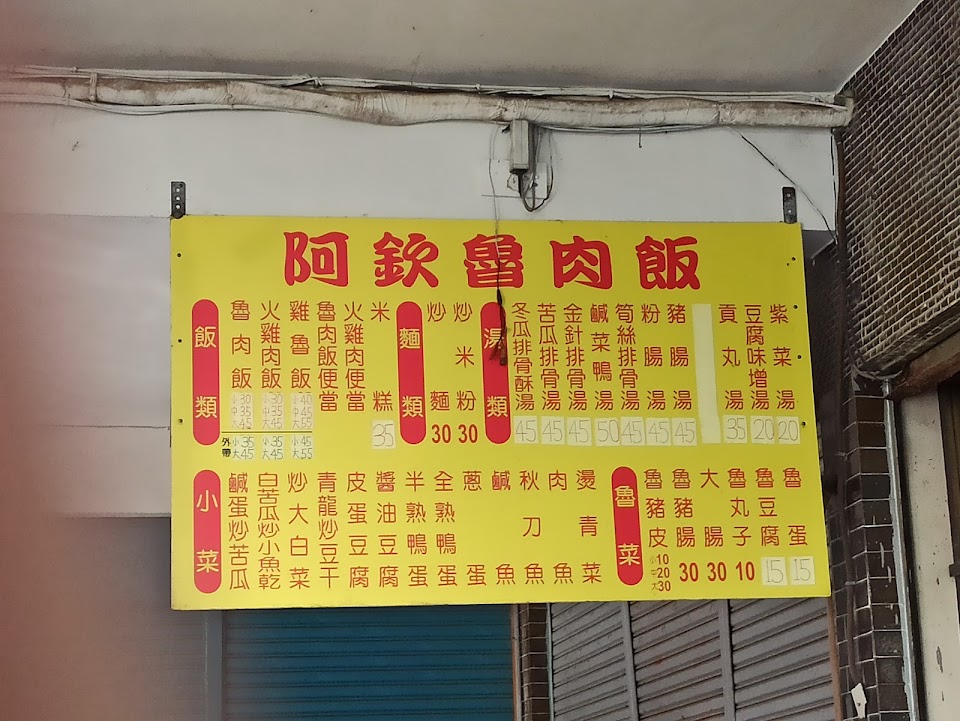 阿欽魯肉飯
飯類
魯肉飯 小30 中35 大45
火雞肉飯 小30 中35 大45
雞魯飯 小40 中45 大55
外帶 小35 大45 小35 大45 小45 大55
魯肉飯便當
火雞肉便當
米糕 35
麵類
炒麵 30
炒米粉 30
湯類
冬瓜排骨酥湯 45
苦瓜排骨湯 45
金針排骨湯 45
鹹菜鴨湯 50
筍絲排骨湯 45
粉腸湯 45
豬腸湯 45
貢丸湯 35
豆腐味增湯 20
紫菜湯 20
小菜
鹹蛋炒苦瓜
白苦瓜炒小魚乾
炒大白菜
青龍炒豆干
皮蛋豆腐
醬油豆腐
半熟鴨蛋
全熟鴨蛋
蔥蛋
鹹魚
秋刀魚
肉魚
燙青菜
魯菜
魯豬皮 小10 中20 大30
魯豬腸 30
大腸 30
魯丸子 10
魯豆腐 15
魯蛋 15